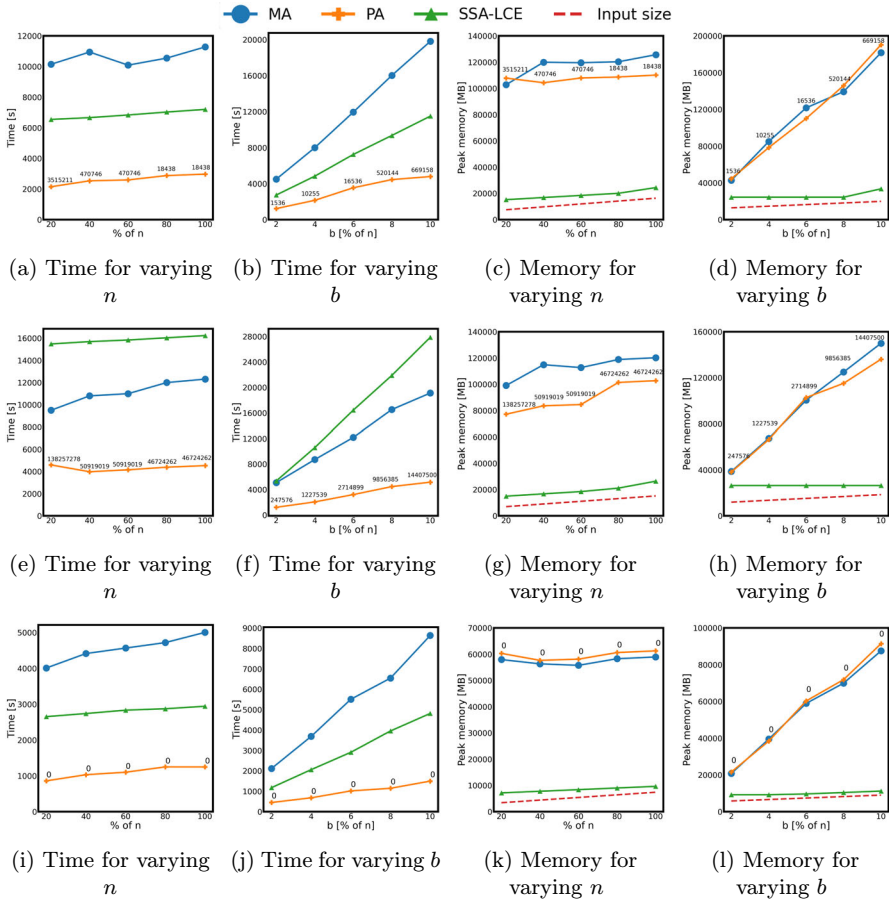 MA PA SSA-LCE Input size
12000
10000
8000
6000
4000
2000
0
Time [s]
3515211 470746 470746 18438 18438
20 40 60 80 100
% of n
20000
16000
12000
8000
4000
0
Time [s]
1536 10255 16536 520144 669158
2 4 6 8 10
b [% of n]
140000
120000
100000
80000
60000
40000
20000
0
Peak memory [MB]
3515211 470746 470746 18438 18438
20 40 60 80 100
% of n
200000
160000
120000
80000
40000
0
Peak memory [MB]
1536 10255 16536 520144 669158
2 4 6 8 10
b [% of n]
(a) Time for varying
n
(b) Time for varying
b
(c) Memory for
varying n
(d) Memory for
varying b
16000
14000
12000
10000
8000
6000
4000
2000
0
Time [s]
138257278 50919019 50919019 46724262 46724262
20 40 60 80 100
% of n
28000
24000
20000
16000
12000
8000
4000
0
Time [s]
247576 1227539 2714899 9856385 14407500
2 4 6 8 10
b [% of n]
140000
120000
100000
80000
60000
40000
20000
0
Peak memory [MB]
138257278 50919019 50919019 46724262 46724262
20 40 60 80 100
% of n
160000
120000
80000
40000
0
Peak memory [MB]
247576 1227539 2714899 9856385 14407500
2 4 6 8 10
b [% of n]
(e) Time for varying
n
(f) Time for varying
b
(g) Memory for
varying n
(h) Memory for
varying b
5000
4000
3000
2000
1000
0
Time [s]
0 0 0 0 0
20 40 60 80 100
% of n
9000
8000
7000
6000
5000
4000
3000
2000
1000
0
Time [s]
0 0 0 0 0
2 4 6 8 10
b [% of n]
70000
60000
50000
40000
30000
20000
10000
0
Peak memory [MB]
0 0 0 0 0
20 40 60 80 100
% of n
100000
80000
60000
40000
20000
0
Peak memory [MB]
0 0 0 0 0
2 4 6 8 10
b [% of n]
(i) Time for varying
n
(j) Time for varying b
(k) Memory for
varying n
(l) Memory for
varying b